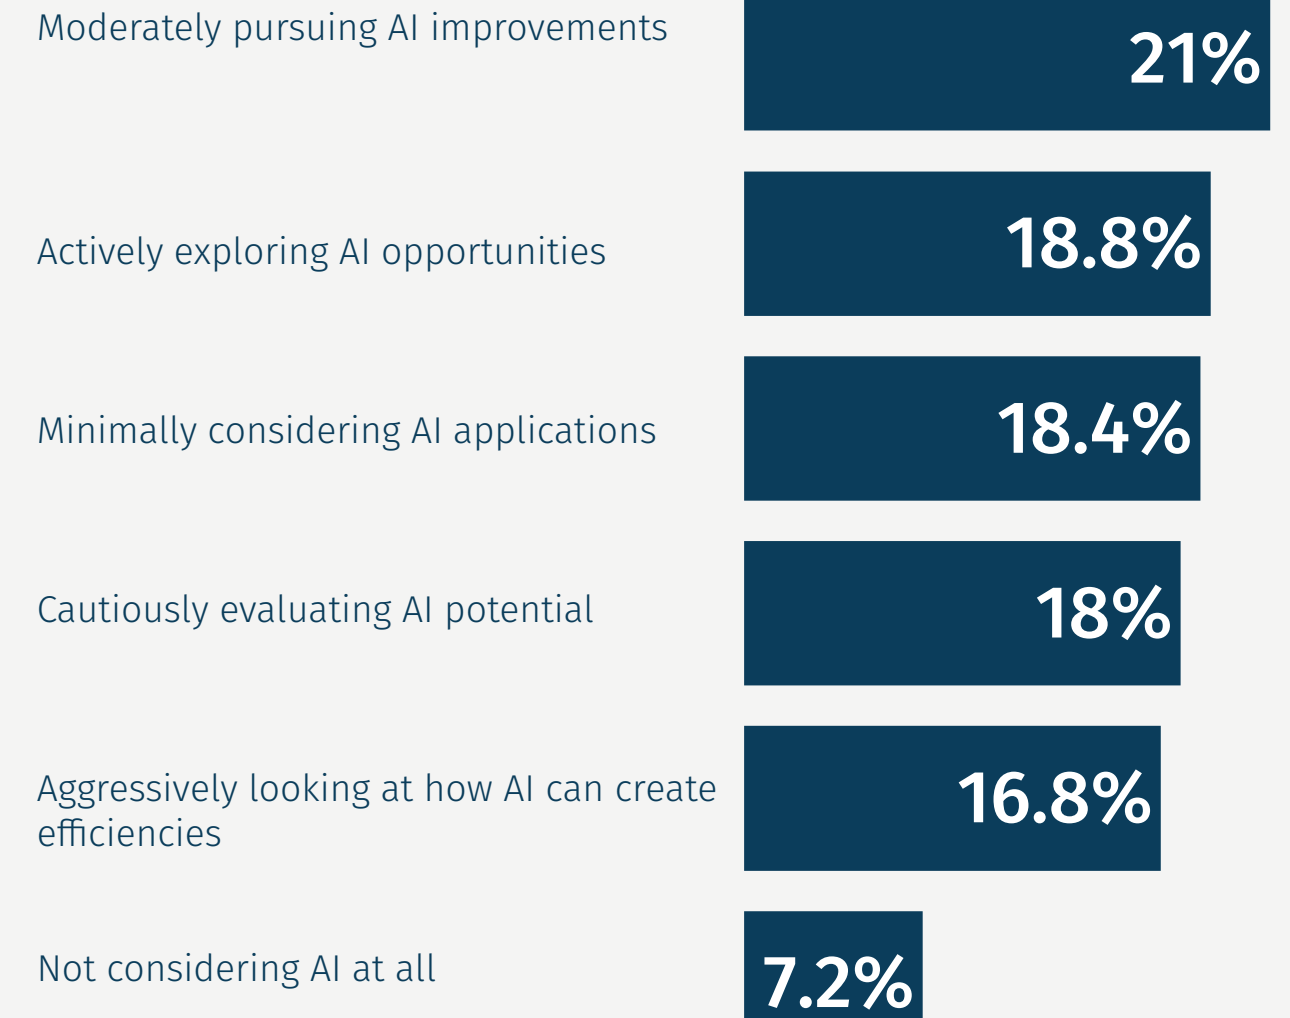 Moderately pursuing AI improvements
21%
Actively exploring AI opportunities
18.8%
Minimally considering AI applications
18.4%
Cautiously evaluating AI potential
18%
Aggressively looking at how AI can create
efficiencies
16.8%
Not considering AI at all
7.2%